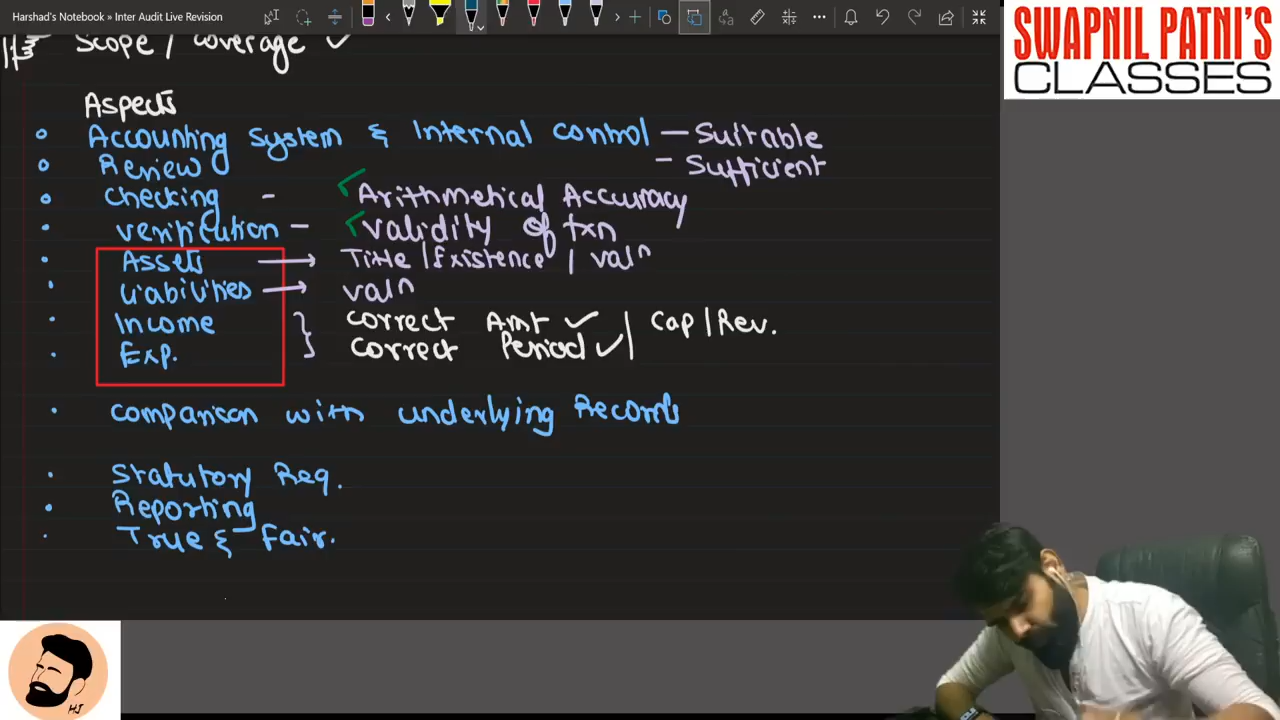 Harshad's Notebook » Inter Audit Live Revision
SWAPNIL PATNI'S
CLASSES
Scope / Coverage ✓
Aspects
• Accounting System & Internal control — Suitable
– Sufficient
• Review
• Checking – Arithmetical Accuracy
• verification – validity of txn
• Assets → Title / Existence / valⁿ
• Liabilities → valⁿ
• Income } correct Amt ✓ | Cap / Rev.
• Exp. correct Period ✓ |
• Comparison with underlying Records
• Statutory Req.
• Reporting
• True & Fair.
HJ